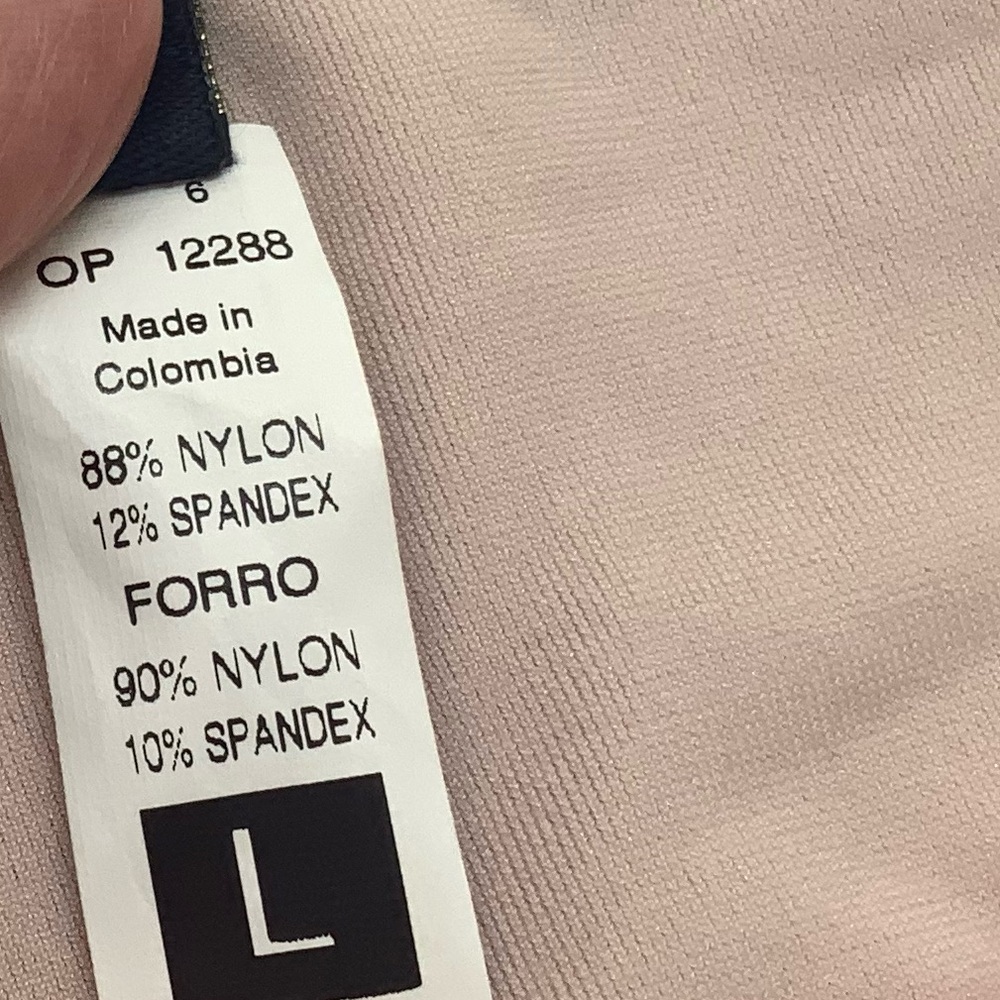 6
OP 12288
Made in
Colombia
88% NYLON
12% SPANDEX
FORRO
90% NYLON
10% SPANDEX
L